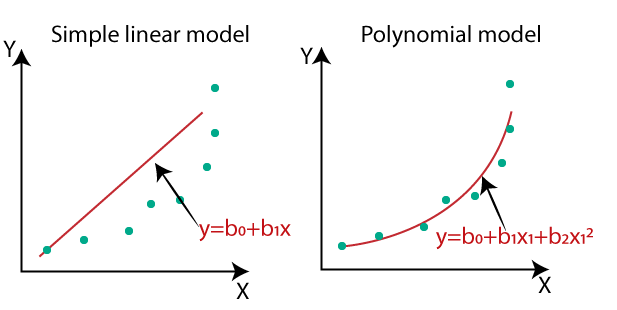 Simple linear model
Y
y=b₀+b₁x
X
Polynomial model
Y
y=b₀+b₁x₁+b₂x₁²
X